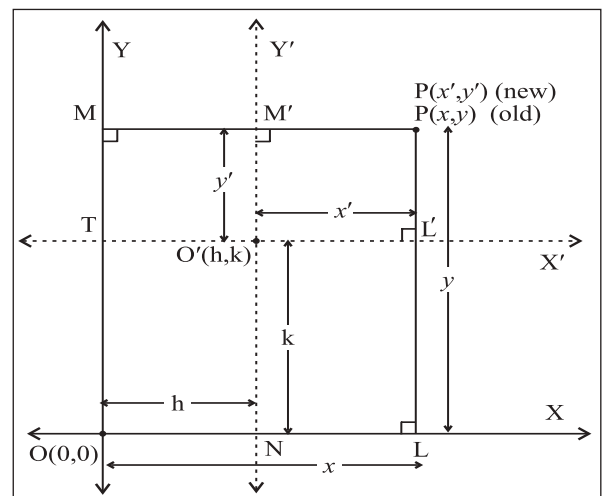 Y Y′
P(x′,y′) (new)
M M′ P(x,y) (old)
y′
x′
T L′
O′(h,k) X′
y
k
h
X
O(0,0) N L
x